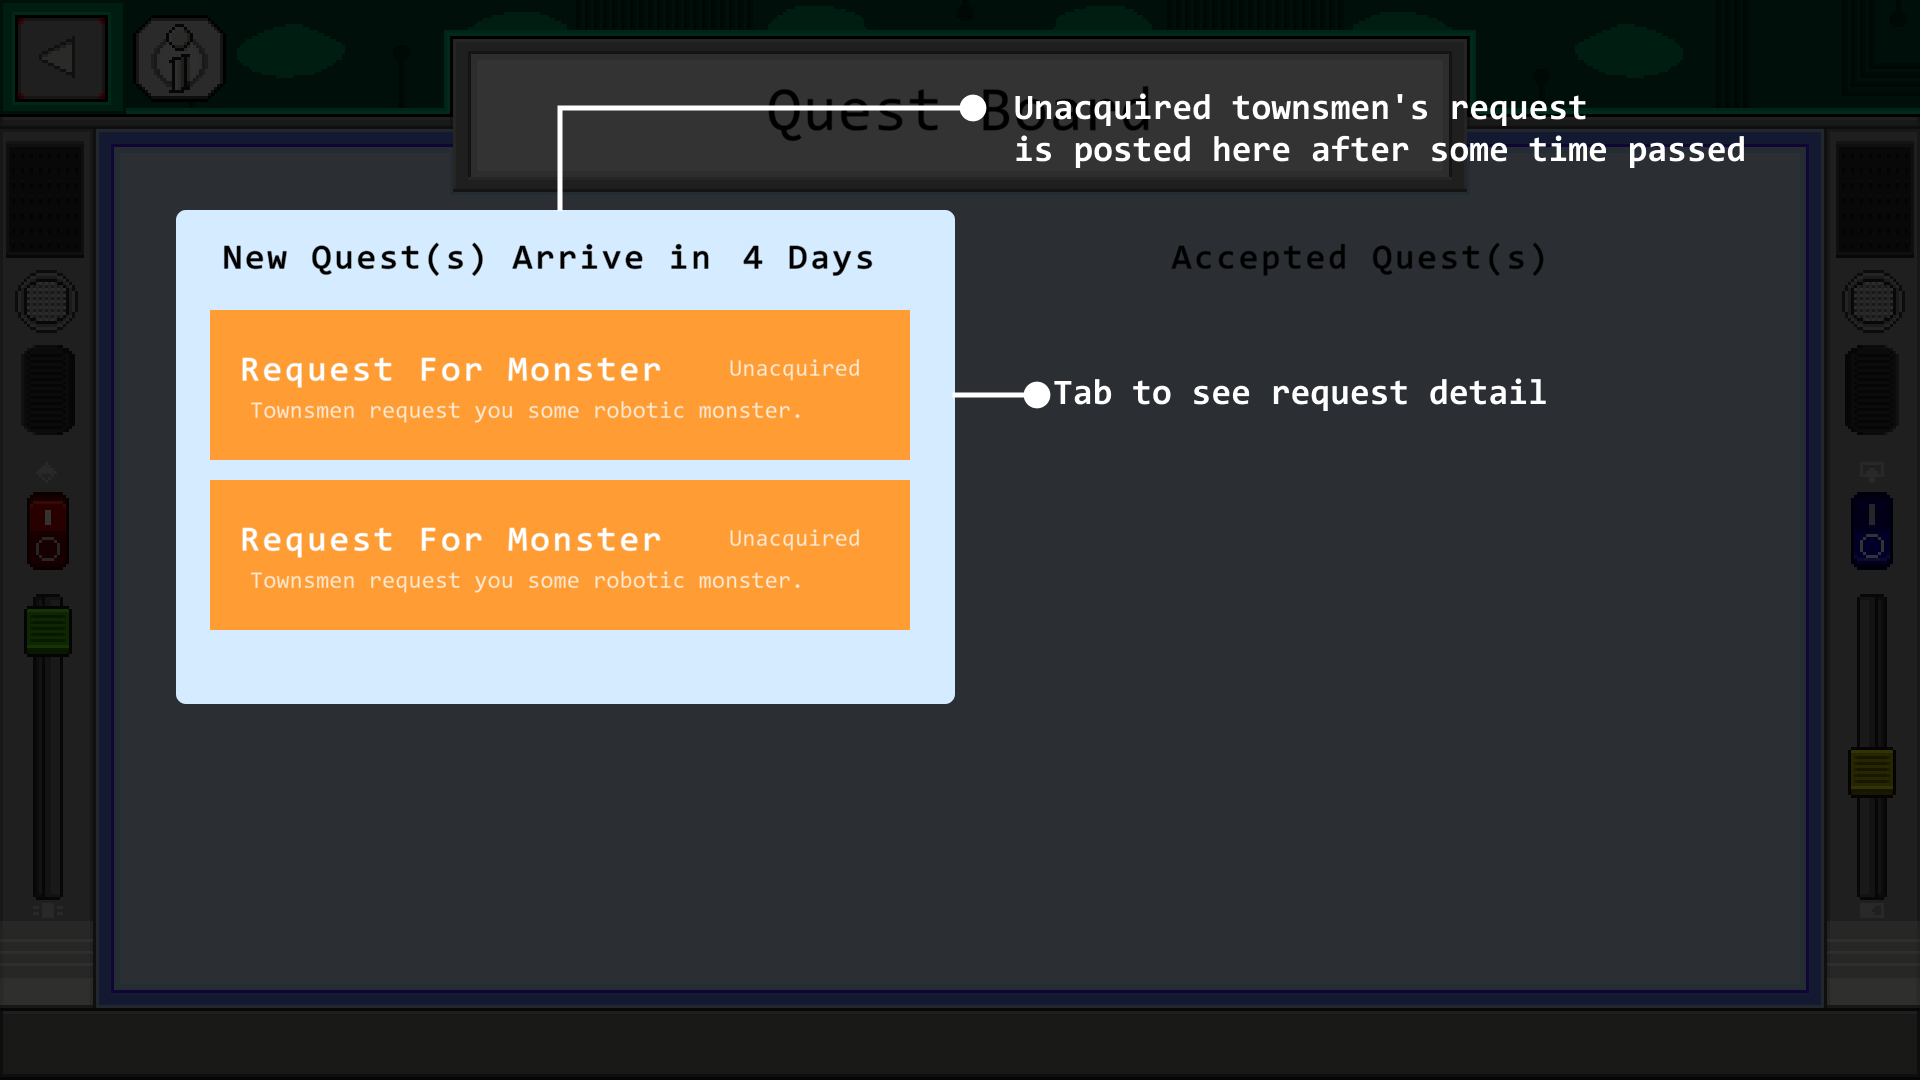 Quest Board
Unacquired townsmen's request
is posted here after some time passed
New Quest(s) Arrive in 4 Days
Accepted Quest(s)
Request For Monster
Unacquired
Townsmen request you some robotic monster.
Tab to see request detail
Request For Monster
Unacquired
Townsmen request you some robotic monster.